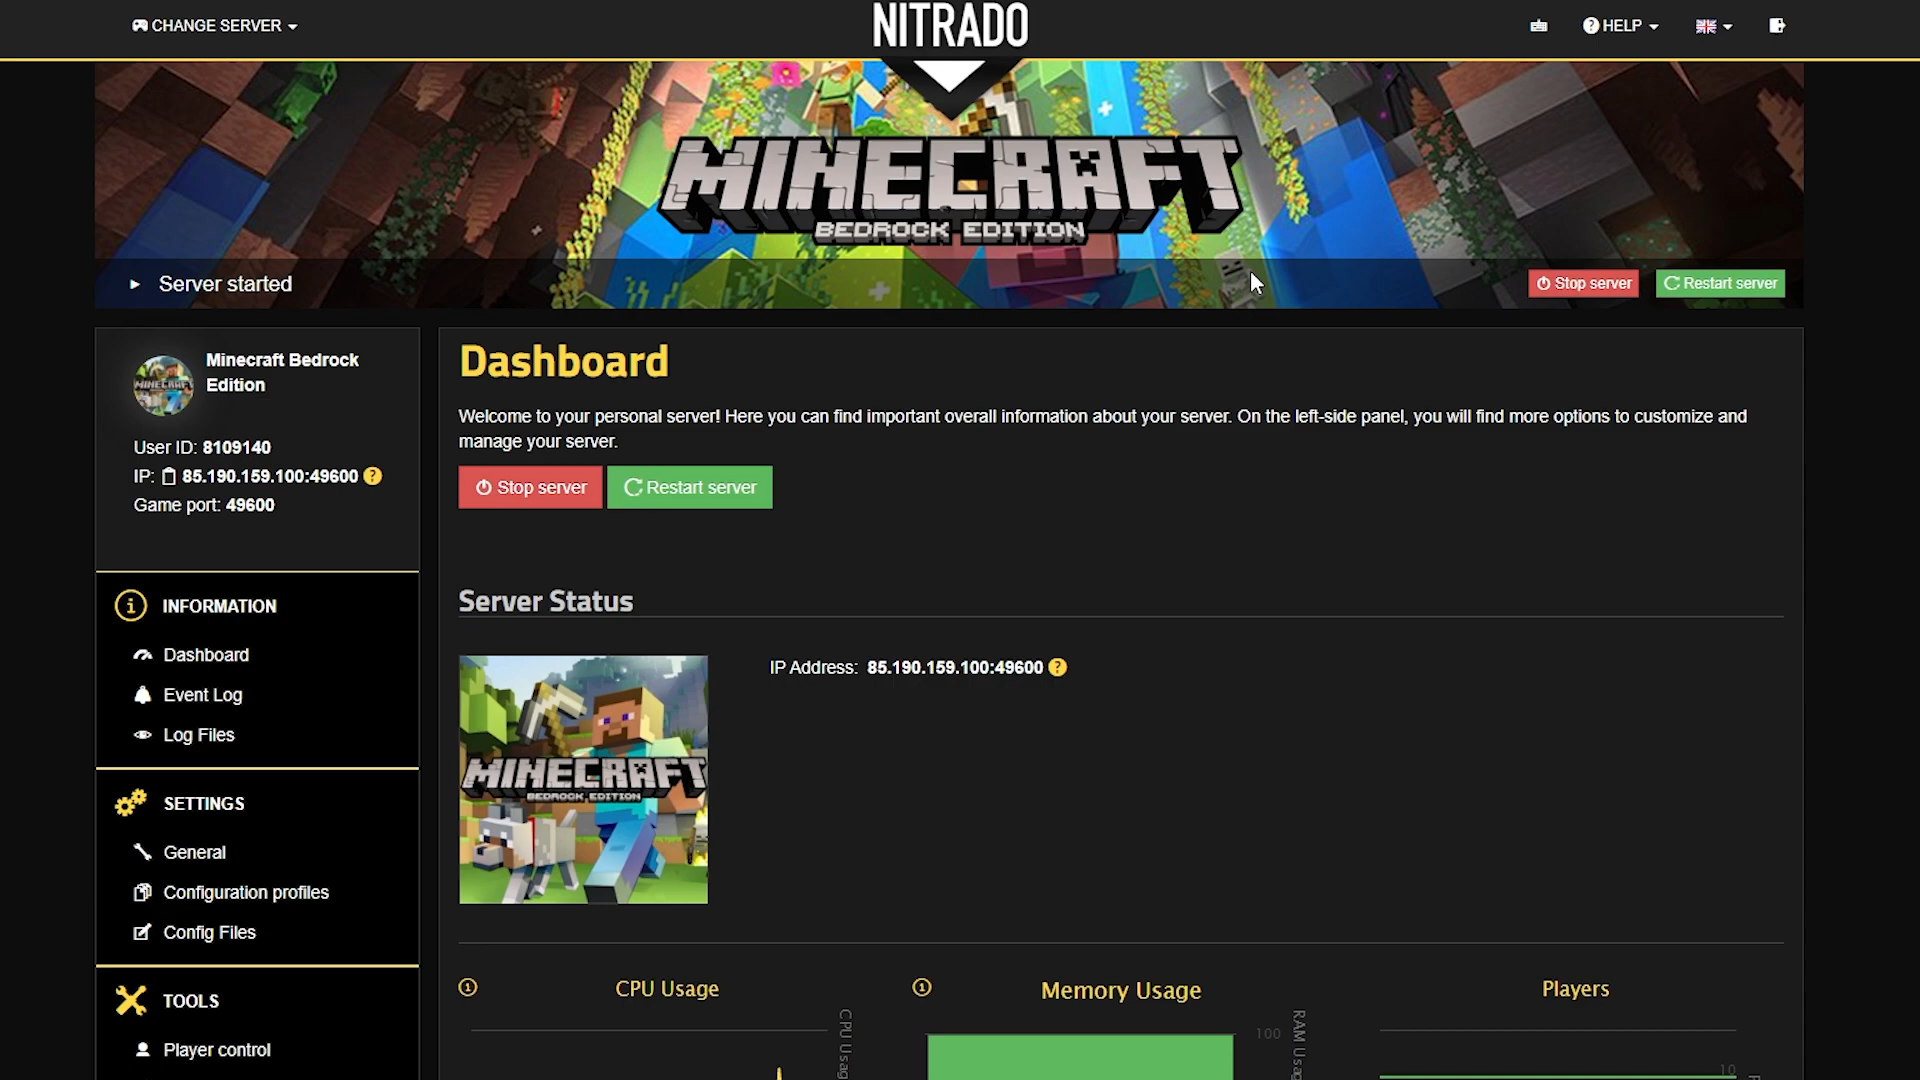 CHANGE SERVER
NITRADO
HELP
MINECRAFT
BEDROCK EDITION
Server started
Stop server
Restart server
Minecraft Bedrock
Edition
User ID: 8109140
IP: 85.190.159.100:49600 ?
Game port: 49600
INFORMATION
Dashboard
Event Log
Log Files
SETTINGS
General
Configuration profiles
Config Files
TOOLS
Player control
Dashboard
Welcome to your personal server! Here you can find important overall information about your server. On the left-side panel, you will find more options to customize and
manage your server.
Stop server
Restart server
Server Status
MINECRAFT
BEDROCK EDITION
IP Address: 85.190.159.100:49600 ?
CPU Usage
CPU Usag
Memory Usage
100
RAM Usag
Players
10